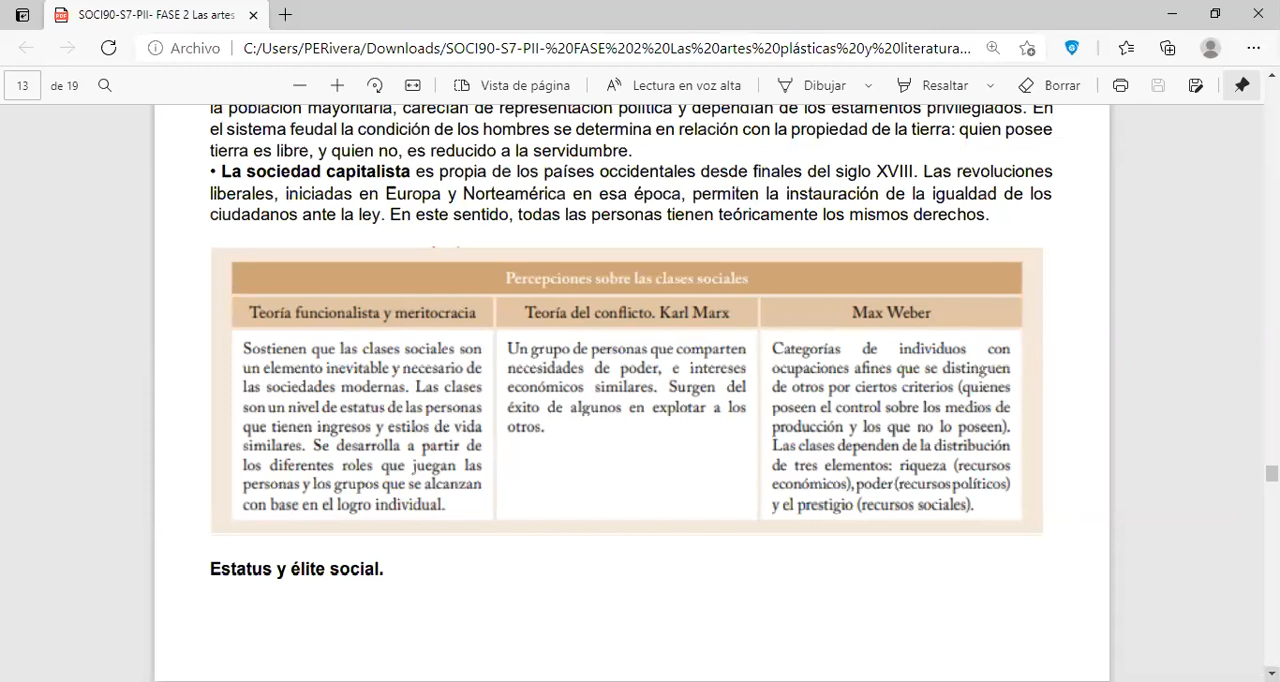 SOCI90-S7-PII- FASE 2 Las artes
Archivo
C:/Users/PERivera/Downloads/SOCI90-S7-PII-%20FASE%202%20Las%20artes%20plásticas%20y%20literatura...
13 de 19
Vista de página
Lectura en voz alta
Dibujar
Resaltar
Borrar
la población mayoritaria, carecían de representación política y dependían de los estamentos privilegiados. En
el sistema feudal la condición de los hombres se determina en relación con la propiedad de la tierra: quien posee
tierra es libre, y quien no, es reducido a la servidumbre.
• La sociedad capitalista es propia de los países occidentales desde finales del siglo XVIII. Las revoluciones
liberales, iniciadas en Europa y Norteamérica en esa época, permiten la instauración de la igualdad de los
ciudadanos ante la ley. En este sentido, todas las personas tienen teóricamente los mismos derechos.
Percepciones sobre las clases sociales
Teoría funcionalista y meritocracia
Sostienen que las clases sociales son
un elemento inevitable y necesario de
las sociedades modernas. Las clases
son un nivel de estatus de las personas
que tienen ingresos y estilos de vida
similares. Se desarrolla a partir de
los diferentes roles que juegan las
personas y los grupos que se alcanzan
con base en el logro individual.
Teoría del conflicto. Karl Marx
Un grupo de personas que comparten
necesidades de poder, e intereses
económicos similares. Surgen del
éxito de algunos en explotar a los
otros.
Max Weber
Categorías de individuos con
ocupaciones afines que se distinguen
de otros por ciertos criterios (quienes
poseen el control sobre los medios de
producción y los que no lo poseen).
Las clases dependen de la distribución
de tres elementos: riqueza (recursos
económicos), poder (recursos políticos)
y el prestigio (recursos sociales).
Estatus y élite social.